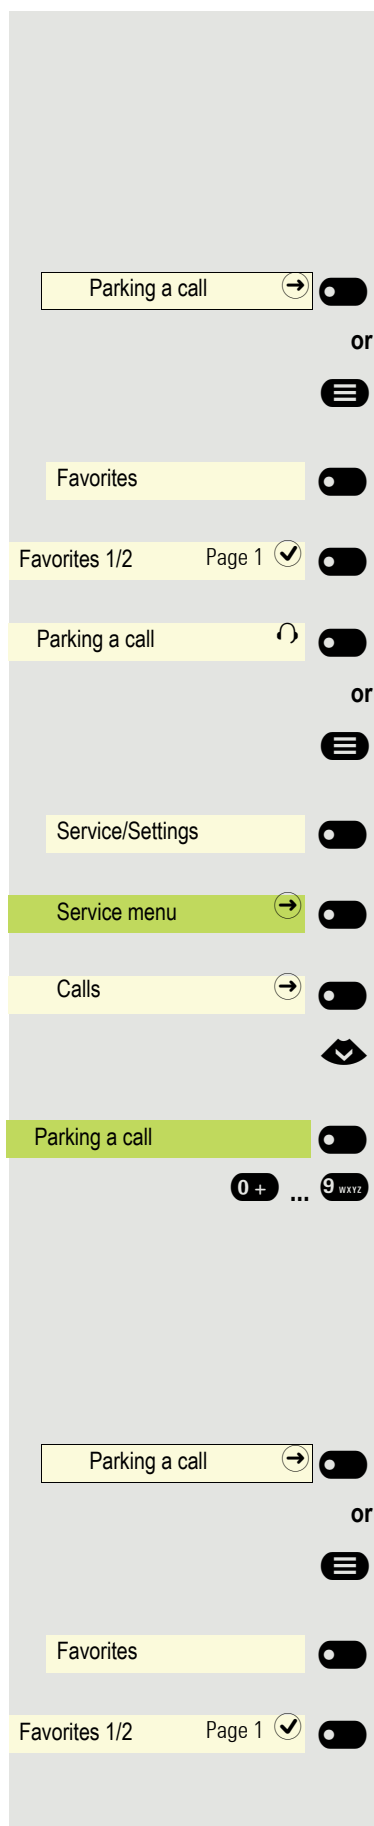 Parking a call
or
Favorites
Favorites 1/2 Page 1
Parking a call
or
Service/Settings
Service menu
Calls
Parking a call
0 + ... 9 WXYZ
Parking a call
or
Favorites
Favorites 1/2 Page 1